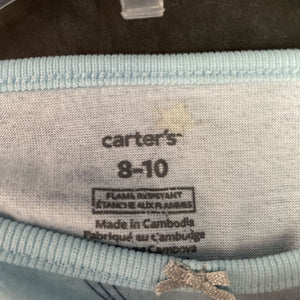 carter's
8-10
FLAME RESISTANT
ÉTANCHE AUX FLAMMES
Made in Cambodia
Fabriqué au Cambodge